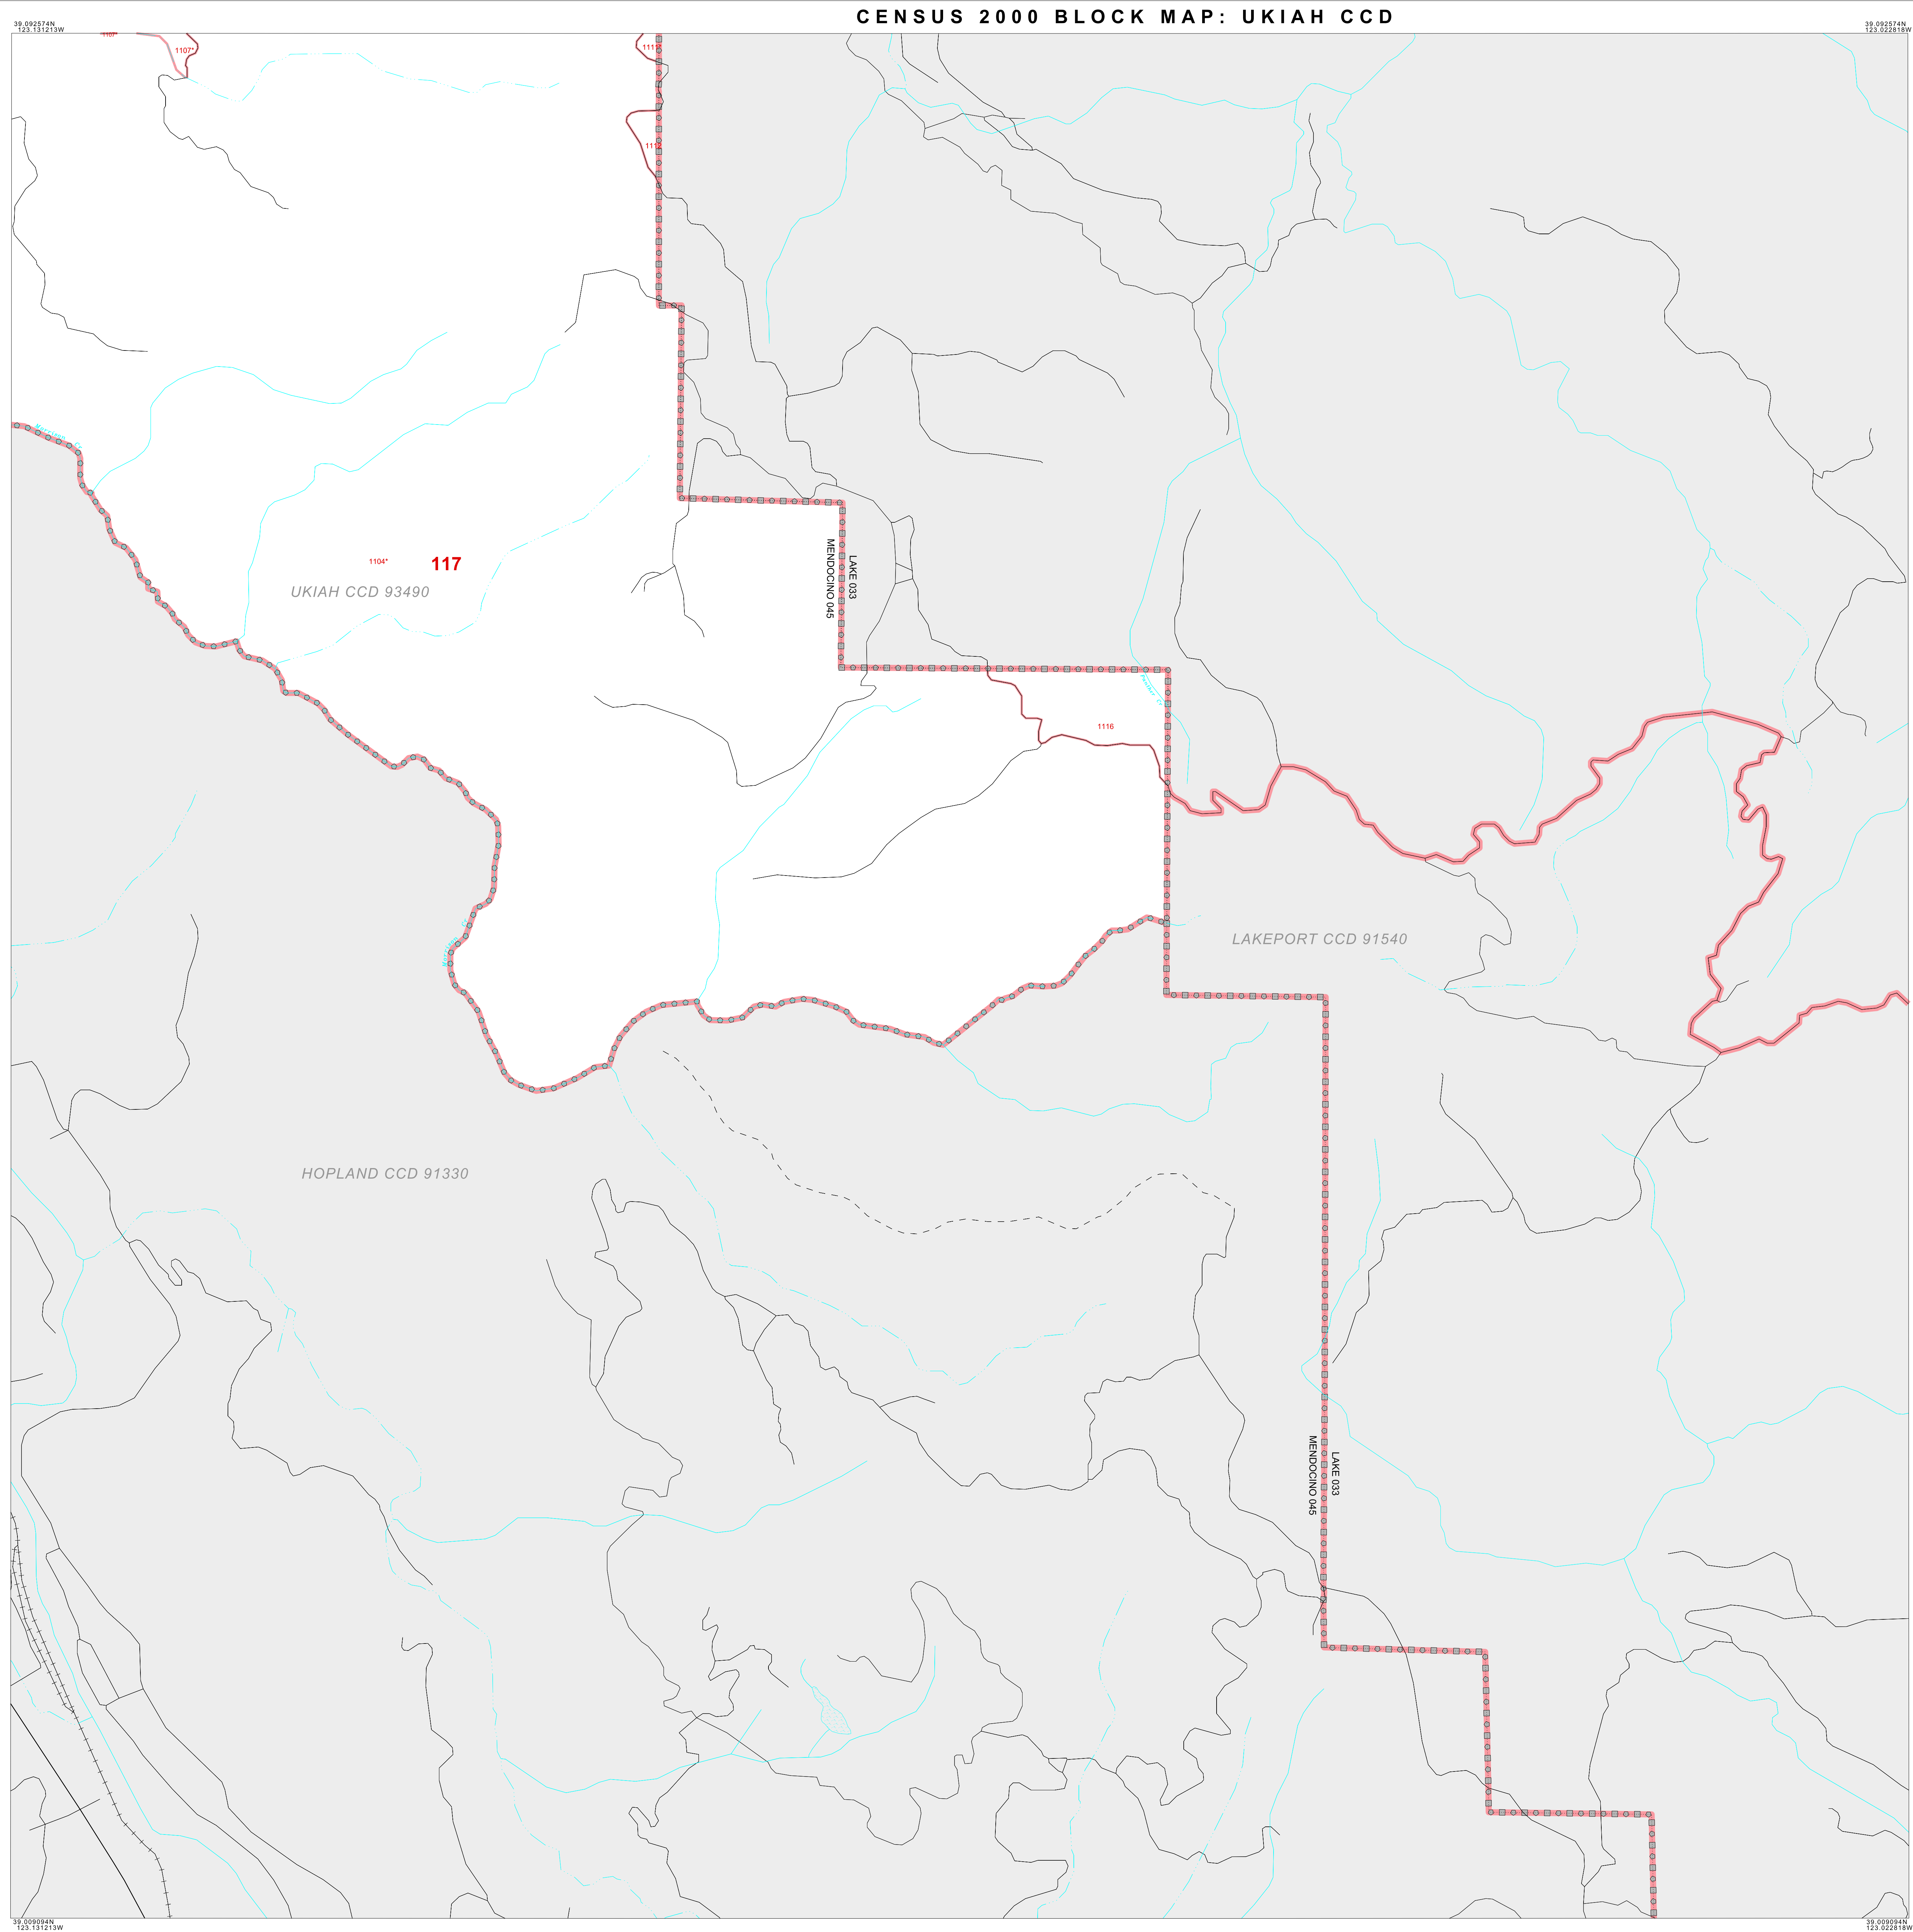 CENSUS 2000 BLOCK MAP: UKIAH CCD
39.092574N
123.131213W
39.092574N
123.022818W
1107*
1107*
1112
1104*
117
UKIAH CCD 93490
LAKE 033
MENDOCINO 045
1116
LAKEPORT CCD 91540
HOPLAND CCD 91330
LAKE 033
MENDOCINO 045
39.009094N
123.131213W
39.009094N
123.022818W